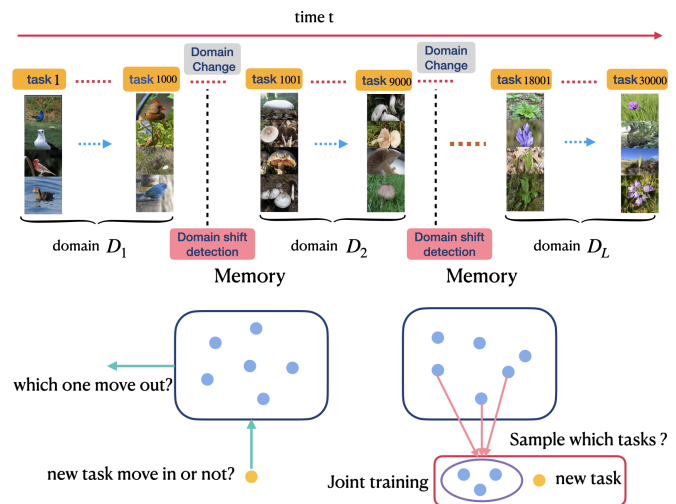 time t
Domain
Change
Domain
Change
task 1
task 1000
task 1001
task 9000
task 18001
task 30000
domain D1
Domain shift
detection
domain D2
Domain shift
detection
domain DL
Memory
Memory
which one move out?
new task move in or not?
Sample which tasks ?
Joint training
new task